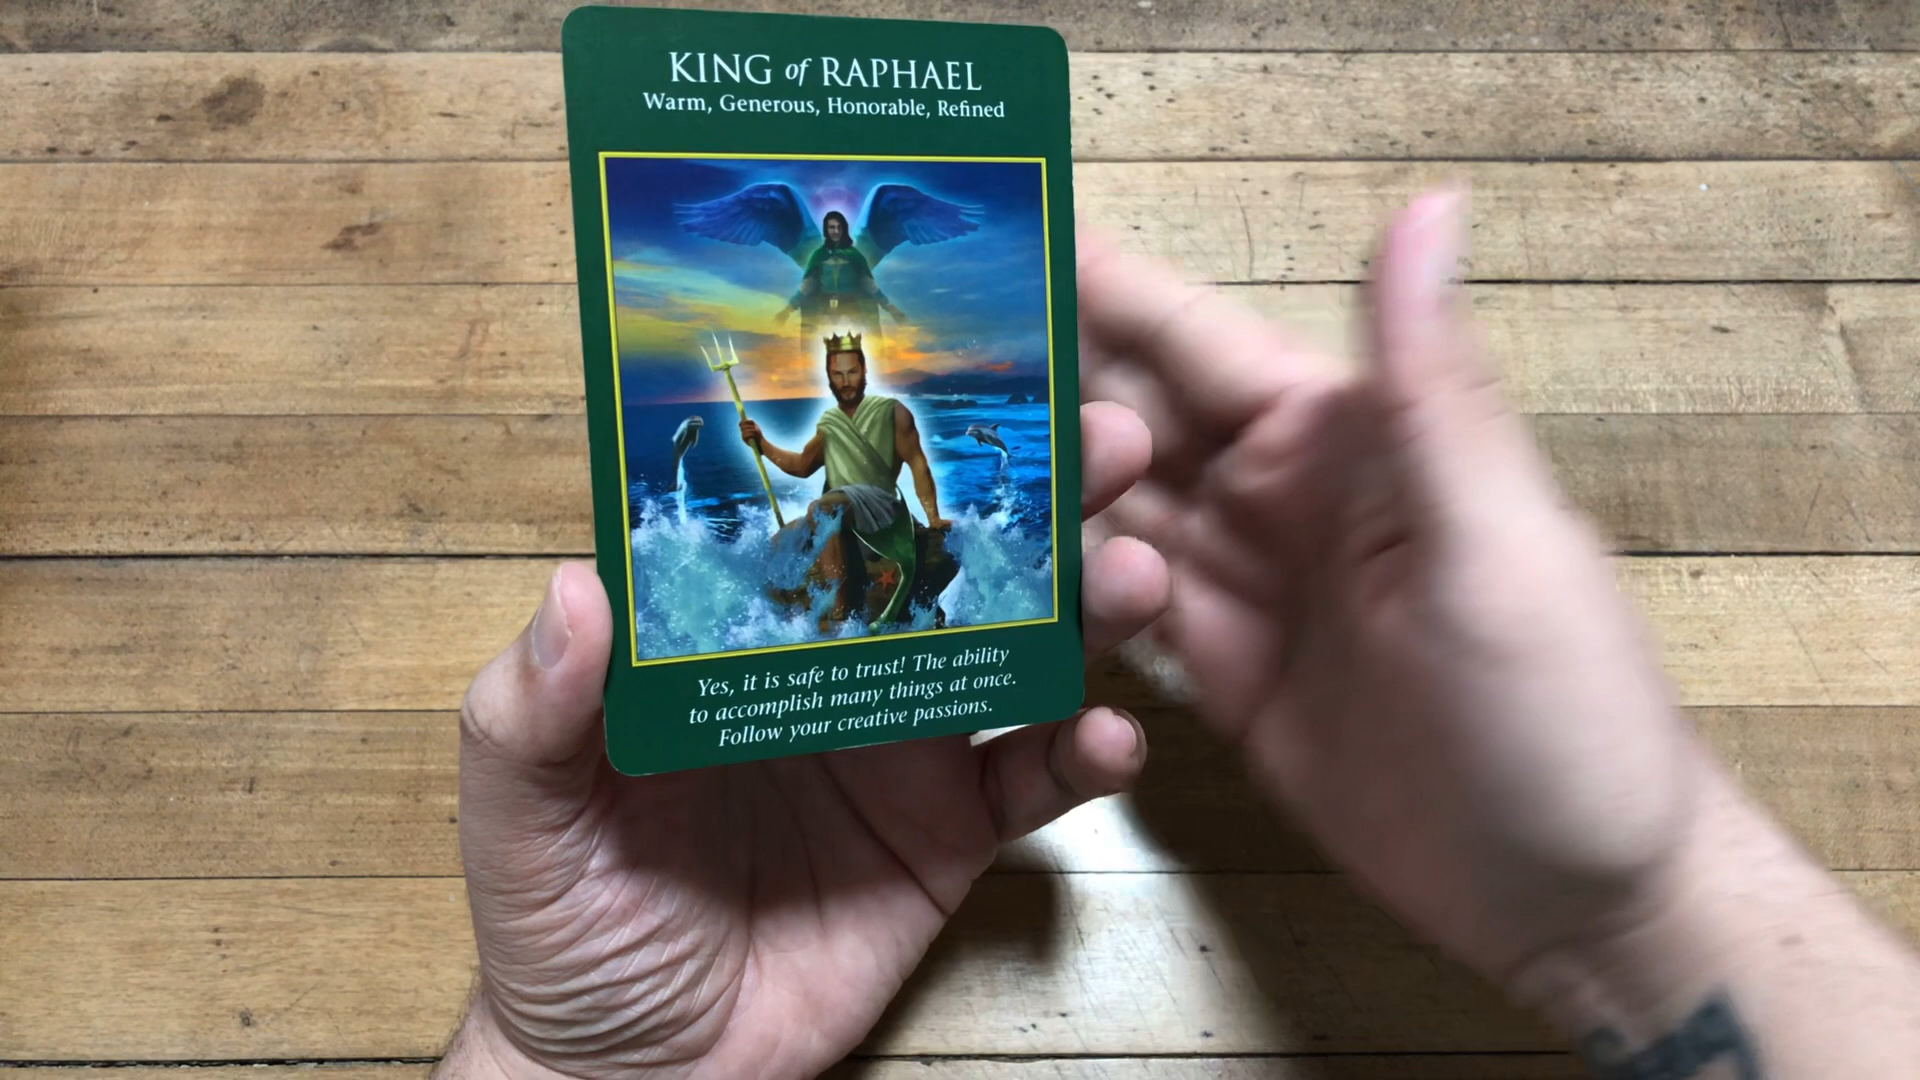 KING of RAPHAEL
Warm, Generous, Honorable, Refined
Yes, it is safe to trust! The ability
to accomplish many things at once.
Follow your creative passions.